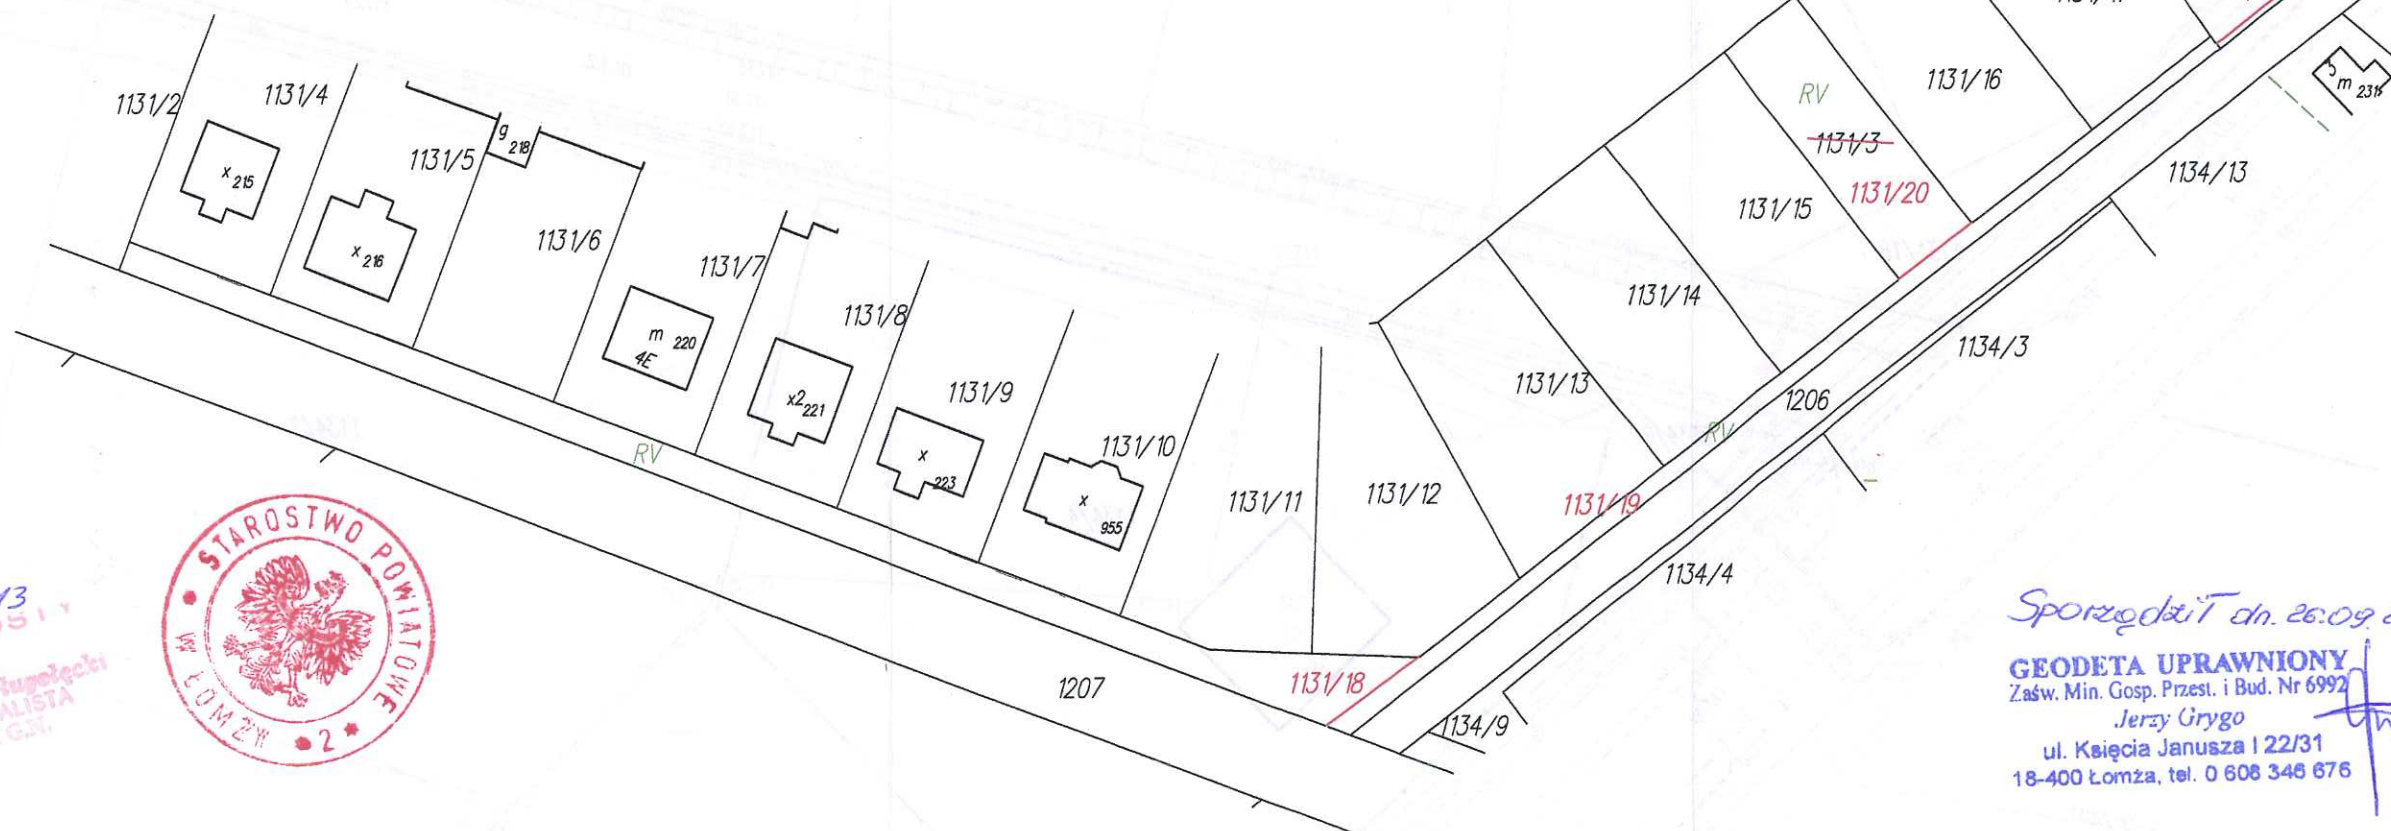 1131/2
1131/4
1131/5
1131/6
1131/7
1131/8
1131/9
1131/10
1131/11
1131/12
1131/13
1131/14
1131/15
1131/16
RV
1131/3
1131/20
1131/19
1131/18
x 215
x 216
g 218
m 220
4E
x2 221
x 223
x 955
RV
RV
1206
1207
m
1134/13
1134/3
1134/4
1134/9
STAROSTWO POWIATOWE
W ŁOMŻY
2
ALISTA
G.N.
Sporządził dn. 26.09.
GEODETA UPRAWNIONY
Zaśw. Min. Gosp. Przest. i Bud. Nr 6992
Jerzy Grygo
ul. Księcia Janusza I 22/31
18-400 Łomża, tel. 0 608 346 676